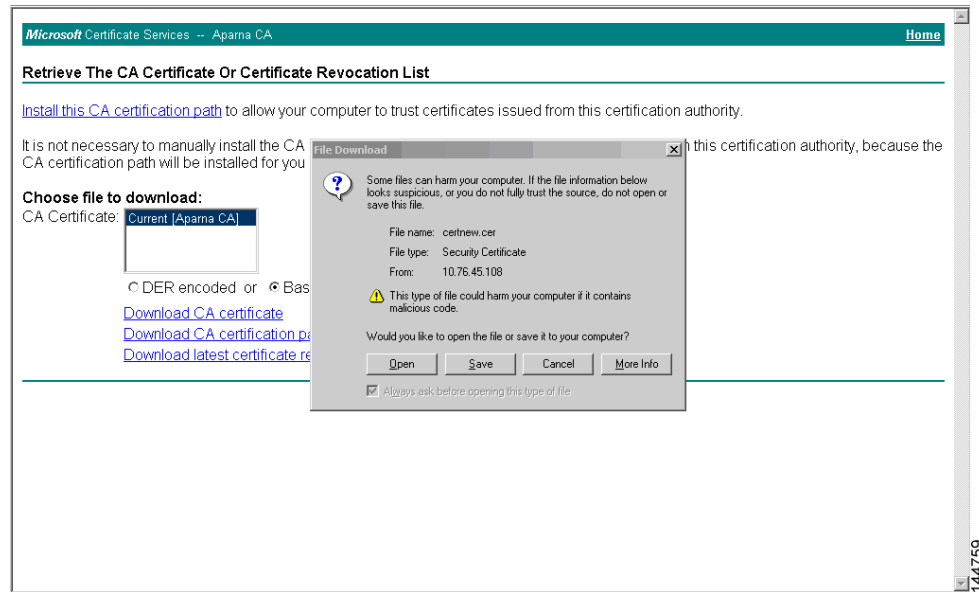 Microsoft Certificate Services -- Aparna CA Home
Retrieve The CA Certificate Or Certificate Revocation List
Install this CA certification path to allow your computer to trust certificates issued from this certification authority.
It is not necessary to manually install the CA
this certification authority, because the
CA certification path will be installed for you
Choose file to download:
CA Certificate: Current [Aparna CA]
DER encoded or Bas
Download CA certificate
Download CA certification pa
Download latest certificate re
File Download
Some files can harm your computer. If the file information below
looks suspicious, or you do not fully trust the source, do not open or
save this file.
File name: certnew.cer
File type: Security Certificate
From: 10.76.45.108
This type of file could harm your computer if it contains
malicious code.
Would you like to open the file or save it to your computer?
Open Save Cancel More Info
Always ask before opening this type of file
144759